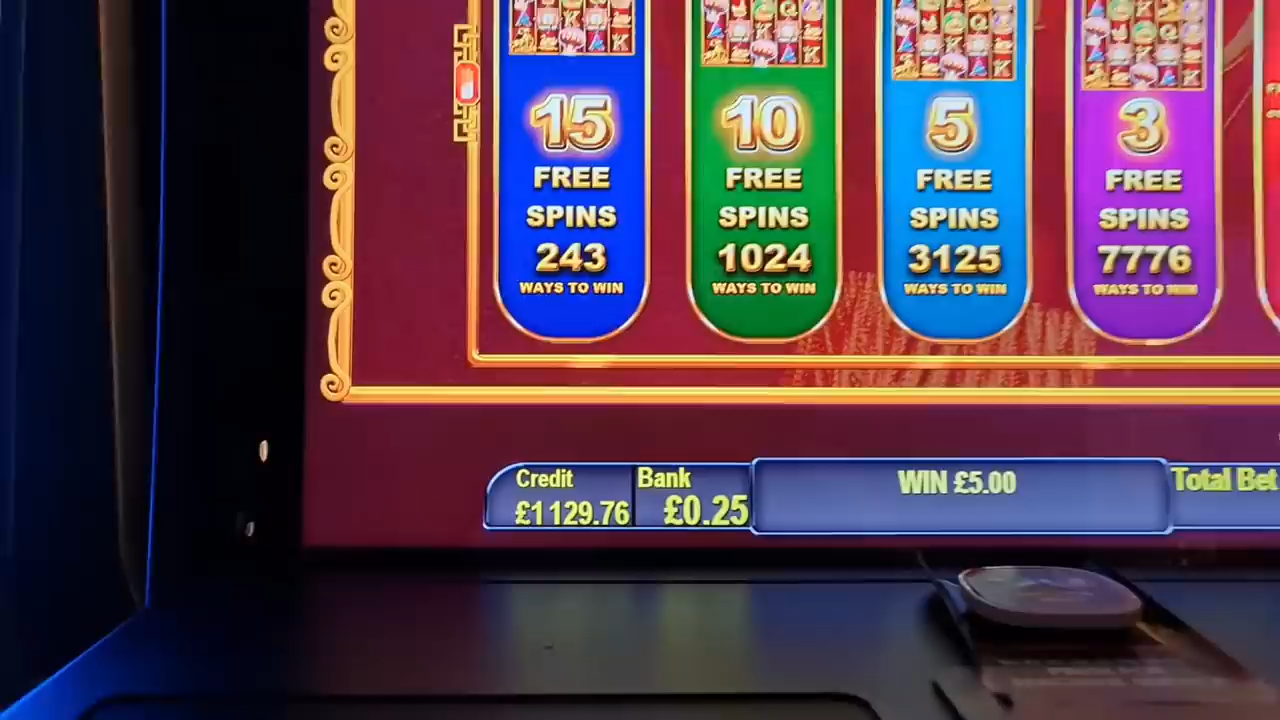 15
FREE
SPINS
243
WAYS TO WIN
10
FREE
SPINS
1024
WAYS TO WIN
5
FREE
SPINS
3125
WAYS TO WIN
3
FREE
SPINS
7776
WAYS TO WIN
Credit
£1129.76
Bank
£0.25
WIN £5.00
Total Bet